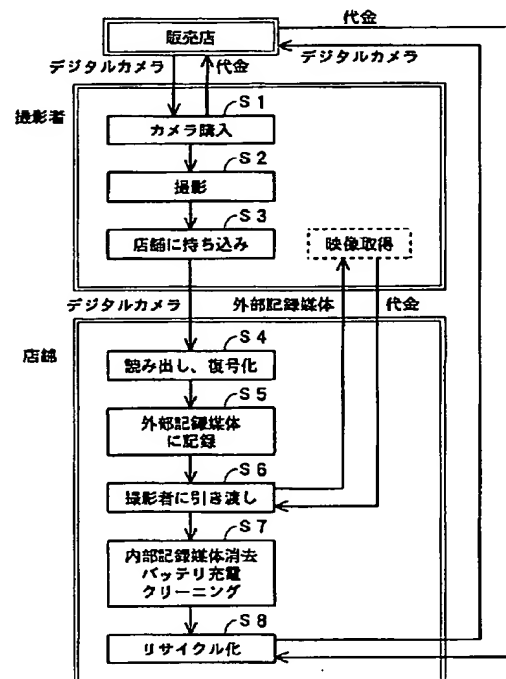 代金
販売店
デジタルカメラ
デジタルカメラ
代金
撮影者
S1
カメラ購入
S2
撮影
S3
店舗に持ち込み
映像取得
デジタルカメラ
外部記録媒体
代金
店舗
S4
読み出し、復号化
S5
外部記録媒体
に記録
S6
撮影者に引き渡し
S7
内部記録媒体消去
バッテリ充電
クリーニング
S8
リサイクル化